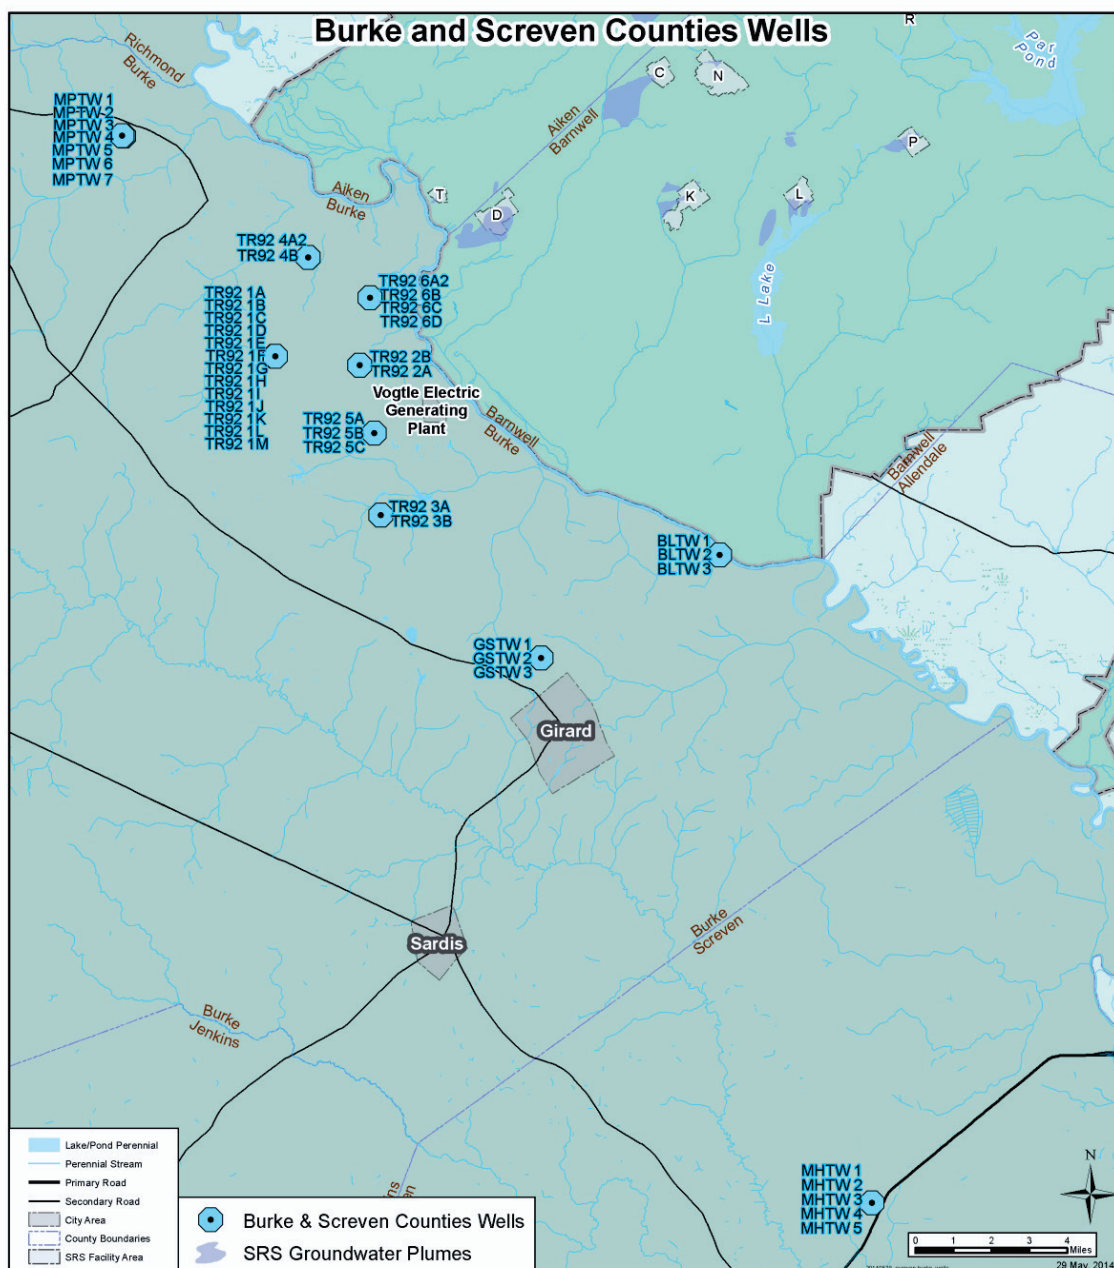 Burke and Screven Counties Wells
R
Richmond
Burke
Par
Pond
C
N
MPTW 1
MPTW 2
MPTW 3
MPTW 4
MPTW 5
MPTW 6
MPTW 7
Aiken
Barnwell
P
Aiken
Burke
T
D
K
L
TR92 4A2
TR92 4B
TR92 6A2
TR92 6B
TR92 6C
TR92 6D
L Lake
TR92 1A
TR92 1B
TR92 1C
TR92 1D
TR92 1E
TR92 1F
TR92 1G
TR92 1H
TR92 1I
TR92 1J
TR92 1K
TR92 1L
TR92 1M
TR92 2B
TR92 2A
Vogtle Electric
Generating
Plant
TR92 5A
TR92 5B
TR92 5C
Barnwell
Burke
Barnwell
Allendale
TR92 3A
TR92 3B
BLTW 1
BLTW 2
BLTW 3
GSTW 1
GSTW 2
GSTW 3
Girard
Burke
Screven
Sardis
Burke
Jenkins
Lake/Pond Perennial
Perennial Stream
Primary Road
Secondary Road
City Area
County Boundaries
SRS Facility Area
Burke & Screven Counties Wells
SRS Groundwater Plumes
MHTW 1
MHTW 2
MHTW 3
MHTW 4
MHTW 5
N
0 1 2 3 4
Miles
29 May, 2014